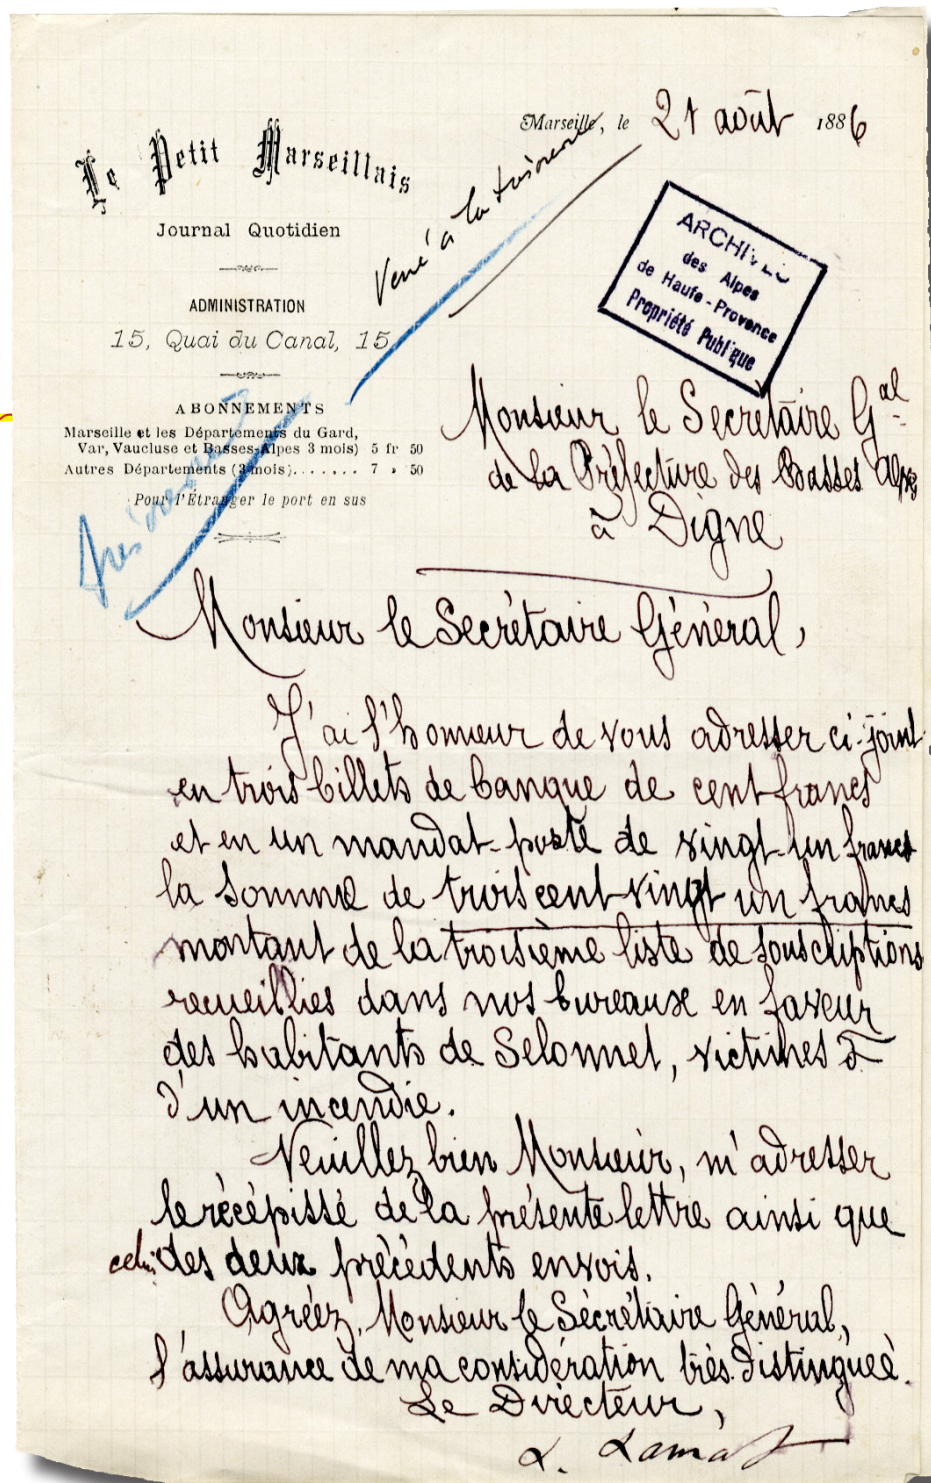 Le Petit Marseillais
Journal Quotidien
ADMINISTRATION
15, Quai du Canal, 15
ABONNEMENTS
Marseille et les Départements du Gard,
Var, Vaucluse et Basses-Alpes 3 mois) 5 fr 50
Autres Départements (3 mois)....... 7 » 50
Pour l'Étranger le port en sus
Marseille, le 21 août 1886
à la
ARCHIVES
des Alpes
de Haute-Provence
Propriété Publique
Monsieur le Secrétaire Gal
de la Préfecture des Basses Alpes
à Digne
Monsieur le Secrétaire Général,
J'ai l'honneur de vous adresser ci-joint
en trois billets de banque de cent francs
et en un mandat-poste de vingt-un francs
la somme de trois cent vingt un francs
montant de la troisième liste de souscriptions
recueillies dans nos bureaux en faveur
des habitants de Selonnet, victimes
d'un incendie.
Veuillez bien Monsieur, m'adresser
le récépissé de la présente lettre ainsi que
celui des deux précédents envois.
Agréez, Monsieur le Sécrétaire Général,
l'assurance de ma considération très distinguée.
Le Directeur,